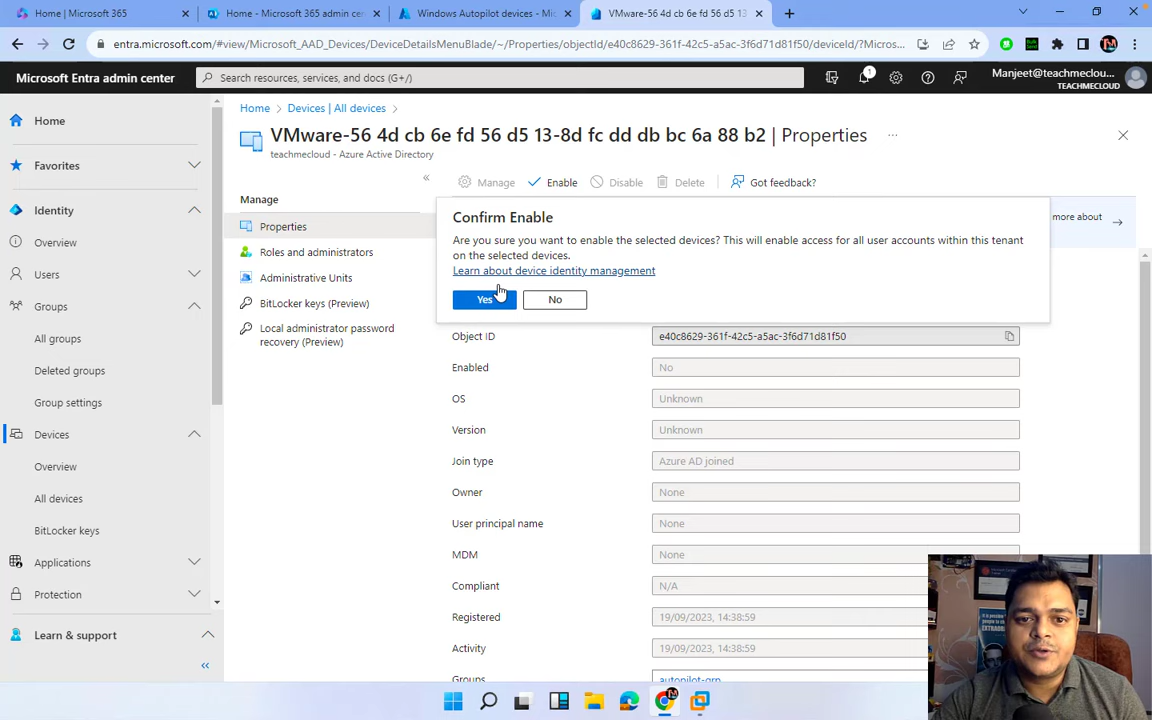 Home | Microsoft 365
Home - Microsoft 365 admin cen
Windows Autopilot devices - Mic
VMware-56 4d cb 6e fd 56 d5 13
entra.microsoft.com/#view/Microsoft_AAD_Devices/DeviceDetailsMenuBlade/~/Properties/objectId/e40c8629-361f-42c5-a5ac-3f6d71d81f50/deviceId/?Micros...
Microsoft Entra admin center
Search resources, services, and docs (G+/)
1
Manjeet@teachmeclou...
TEACHMECLOUD
Home
Favorites
Identity
Overview
Users
Groups
All groups
Deleted groups
Group settings
Devices
Overview
All devices
BitLocker keys
Applications
Protection
Learn & support
Home > Devices | All devices >
VMware-56 4d cb 6e fd 56 d5 13-8d fc dd db bc 6a 88 b2 | Properties ...
teachmecloud - Azure Active Directory
Manage
Properties
Roles and administrators
Administrative Units
BitLocker keys (Preview)
Local administrator password
recovery (Preview)
Manage Enable Disable Delete Got feedback?
more about
Confirm Enable
Are you sure you want to enable the selected devices? This will enable access for all user accounts within this tenant
on the selected devices.
Learn about device identity management
Yes No
Object ID e40c8629-361f-42c5-a5ac-3f6d71d81f50
Enabled No
OS Unknown
Version Unknown
Join type Azure AD joined
Owner None
User principal name None
MDM None
Compliant N/A
Registered 19/09/2023, 14:38:59
Activity 19/09/2023, 14:38:59
Groups autopilot-grp